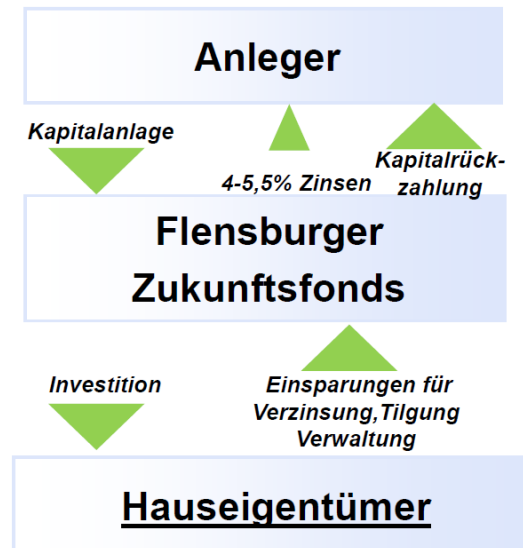 Anleger
Kapitalanlage
4-5,5% Zinsen
Kapitalrück-
zahlung
Flensburger
Zukunftsfonds
Investition
Einsparungen für
Verzinsung,Tilgung
Verwaltung
Hauseigentümer